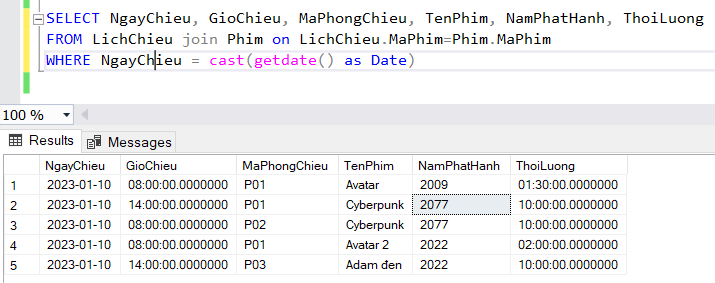 SELECT NgayChieu, GioChieu, MaPhongChieu, TenPhim, NamPhatHanh, ThoiLuong
FROM LichChieu join Phim on LichChieu.MaPhim=Phim.MaPhim
WHERE NgayChieu = cast(getdate() as Date)
100 %
Results Messages
NgayChieu GioChieu MaPhongChieu TenPhim NamPhatHanh ThoiLuong
1 2023-01-10 08:00:00.0000000 P01 Avatar 2009 01:30:00.0000000
2 2023-01-10 14:00:00.0000000 P01 Cyberpunk 2077 10:00:00.0000000
3 2023-01-10 08:00:00.0000000 P02 Cyberpunk 2077 10:00:00.0000000
4 2023-01-10 08:00:00.0000000 P01 Avatar 2 2022 02:00:00.0000000
5 2023-01-10 14:00:00.0000000 P03 Adam đen 2022 10:00:00.0000000